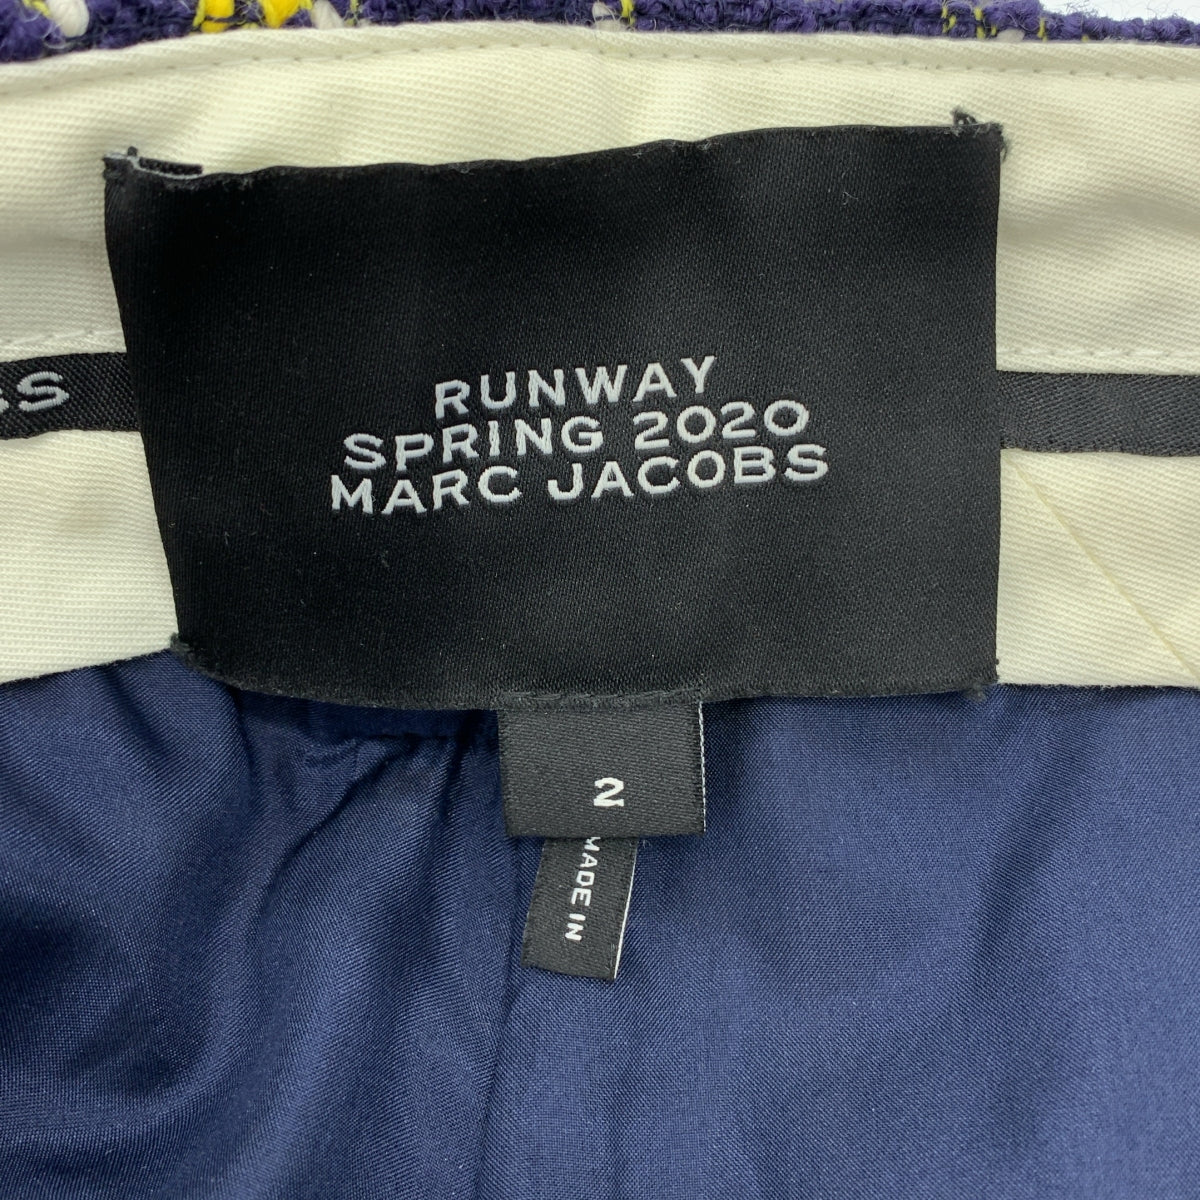 RUNWAY
SPRING 2020
MARC JACOBS
2
MADE IN